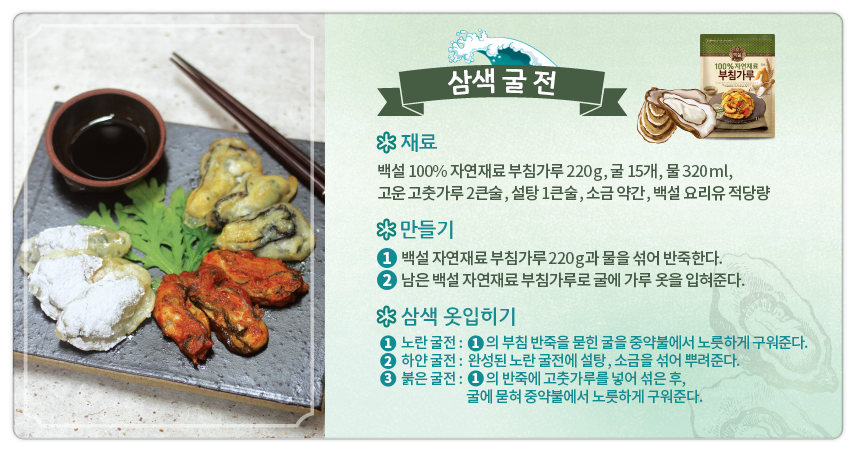 삼색 굴 전
백설
100% 자연재료
부침가루
재료
백설 100% 자연재료 부침가루 220g, 굴 15개, 물 320ml,
고운 고춧가루 2큰술, 설탕 1큰술, 소금 약간, 백설 요리유 적당량
만들기
1 백설 자연재료 부침가루 220g과 물을 섞어 반죽한다.
2 남은 백설 자연재료 부침가루로 굴에 가루 옷을 입혀준다.
삼색 옷입히기
1 노란 굴전 : 1의 부침 반죽을 묻힌 굴을 중약불에서 노릇하게 구워준다.
2 하얀 굴전 : 완성된 노란 굴전에 설탕, 소금을 섞어 뿌려준다.
3 붉은 굴전 : 1의 반죽에 고춧가루를 넣어 섞은 후,
굴에 묻혀 중약불에서 노릇하게 구워준다.